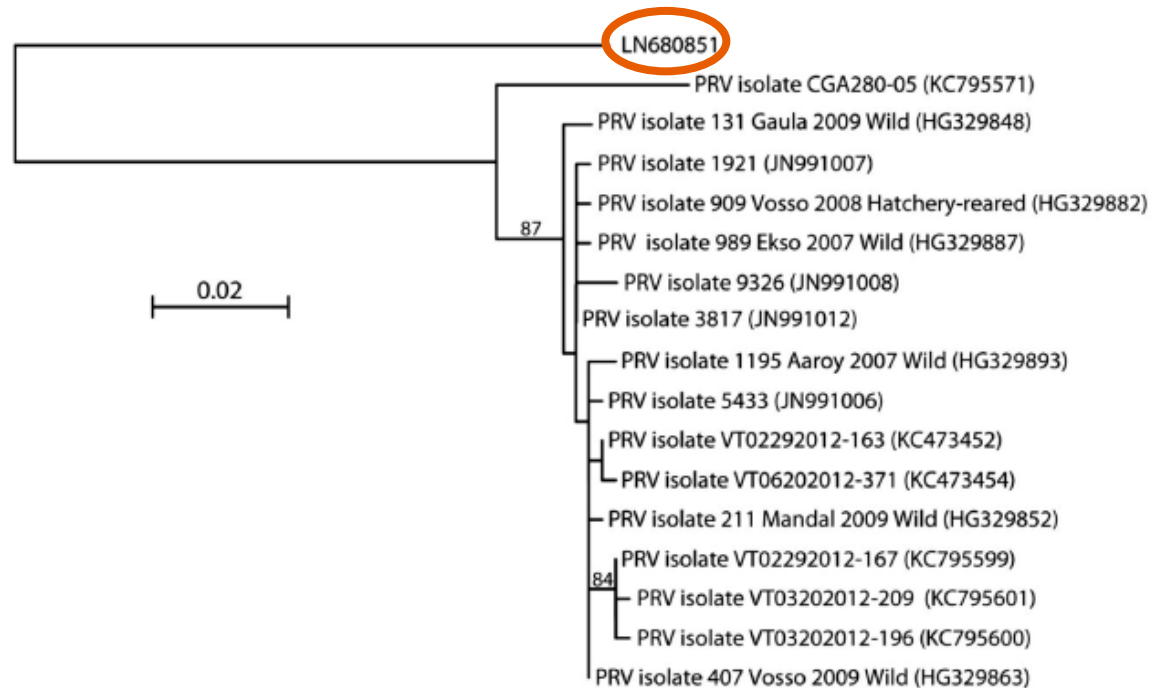 LN680851
PRV isolate CGA280-05 (KC795571)
PRV isolate 131 Gaula 2009 Wild (HG329848)
PRV isolate 1921 (JN991007)
PRV isolate 909 Vosso 2008 Hatchery-reared (HG329882)
87
PRV isolate 989 Ekso 2007 Wild (HG329887)
PRV isolate 9326 (JN991008)
0.02
PRV isolate 3817 (JN991012)
PRV isolate 1195 Aaroy 2007 Wild (HG329893)
PRV isolate 5433 (JN991006)
PRV isolate VT02292012-163 (KC473452)
PRV isolate VT06202012-371 (KC473454)
PRV isolate 211 Mandal 2009 Wild (HG329852)
PRV isolate VT02292012-167 (KC795599)
84
PRV isolate VT03202012-209 (KC795601)
PRV isolate VT03202012-196 (KC795600)
PRV isolate 407 Vosso 2009 Wild (HG329863)